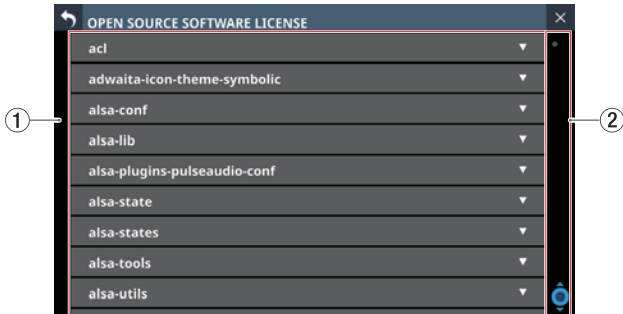 OPEN SOURCE SOFTWARE LICENSE
acl
adwaita-icon-theme-symbolic
alsa-conf
1
2
alsa-lib
alsa-plugins-pulseaudio-conf
alsa-state
alsa-states
alsa-tools
alsa-utils